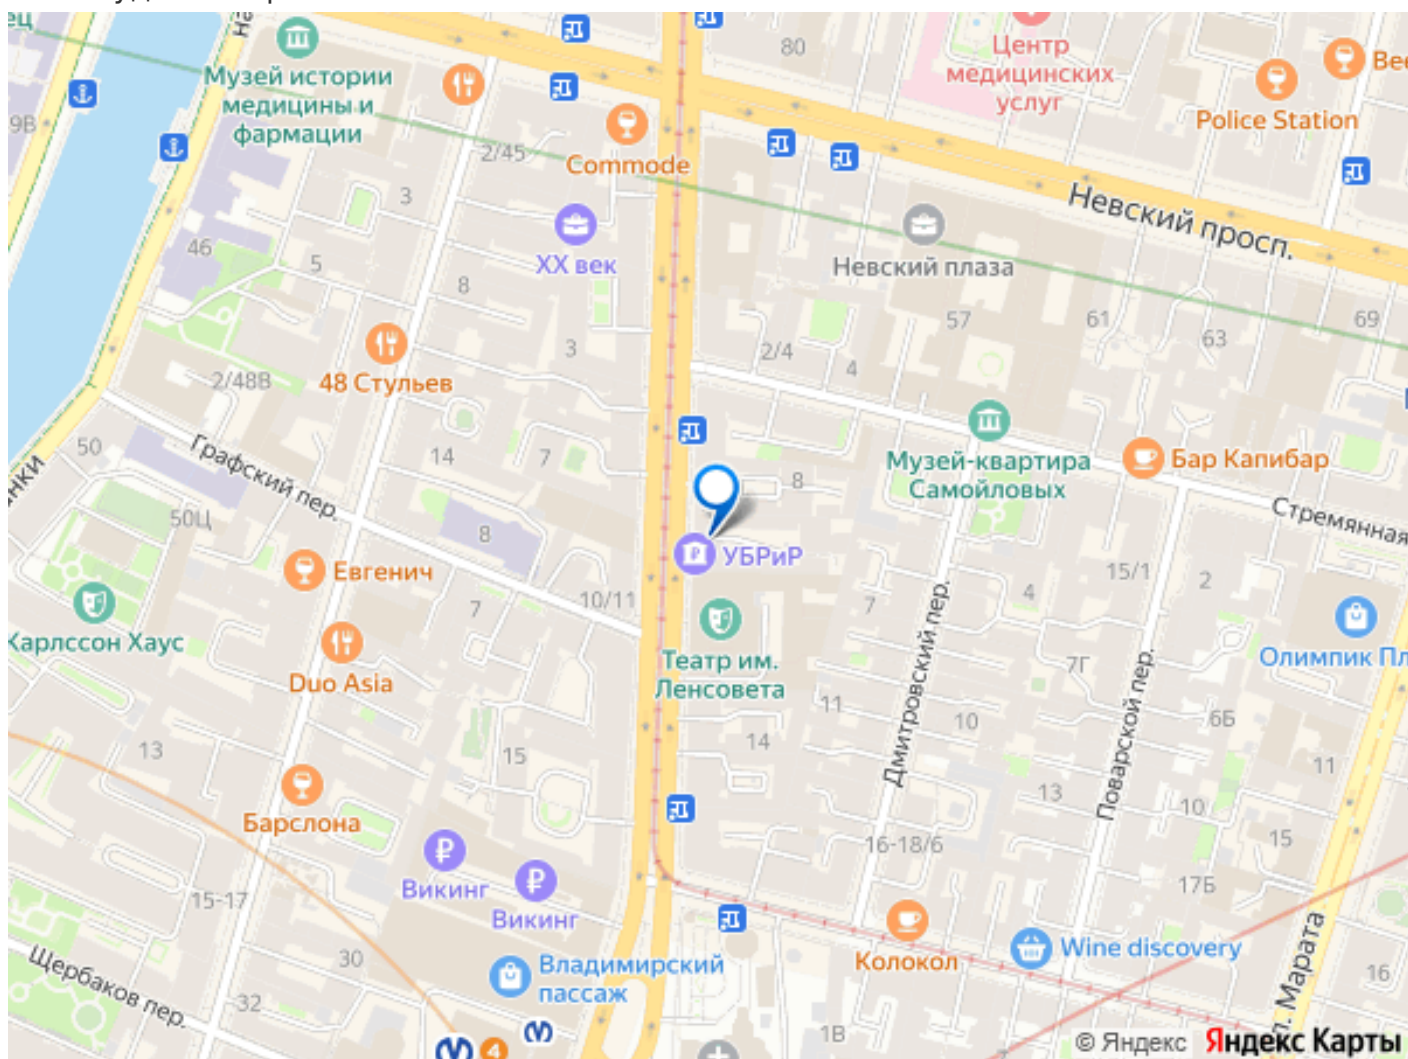 80
Центр
медицинских
услуг
Police Station
Музей истории
медицины и
фармации
9В
2/45
Commode
3
46
5
XX век
Невский просп.
Невский плаза
8
57
61
63
69
3
2/4
4
48 Стульев
2/48В
50
Графский пер.
14
7
8
Музей-квартира
Самойловых
Бар Капибар
Стремянная
50Ц
8
УБРиР
Евгенич
7
10/11
7
4
15/1
2
Карлссон Хаус
Duo Asia
Театр им.
Ленсовета
Дмитровский пер.
7Г
Поварской пер.
Олимпик Пл
11
10
6Б
13
15
14
11
13
10
15
Барслона
Викинг
Викинг
16-18/6
17Б
15-17
Щербаков пер.
30
32
Владимирский
пассаж
Колокол
Wine discovery
ул. Марата
16
1В
4
© Яндекс Яндекс Карты